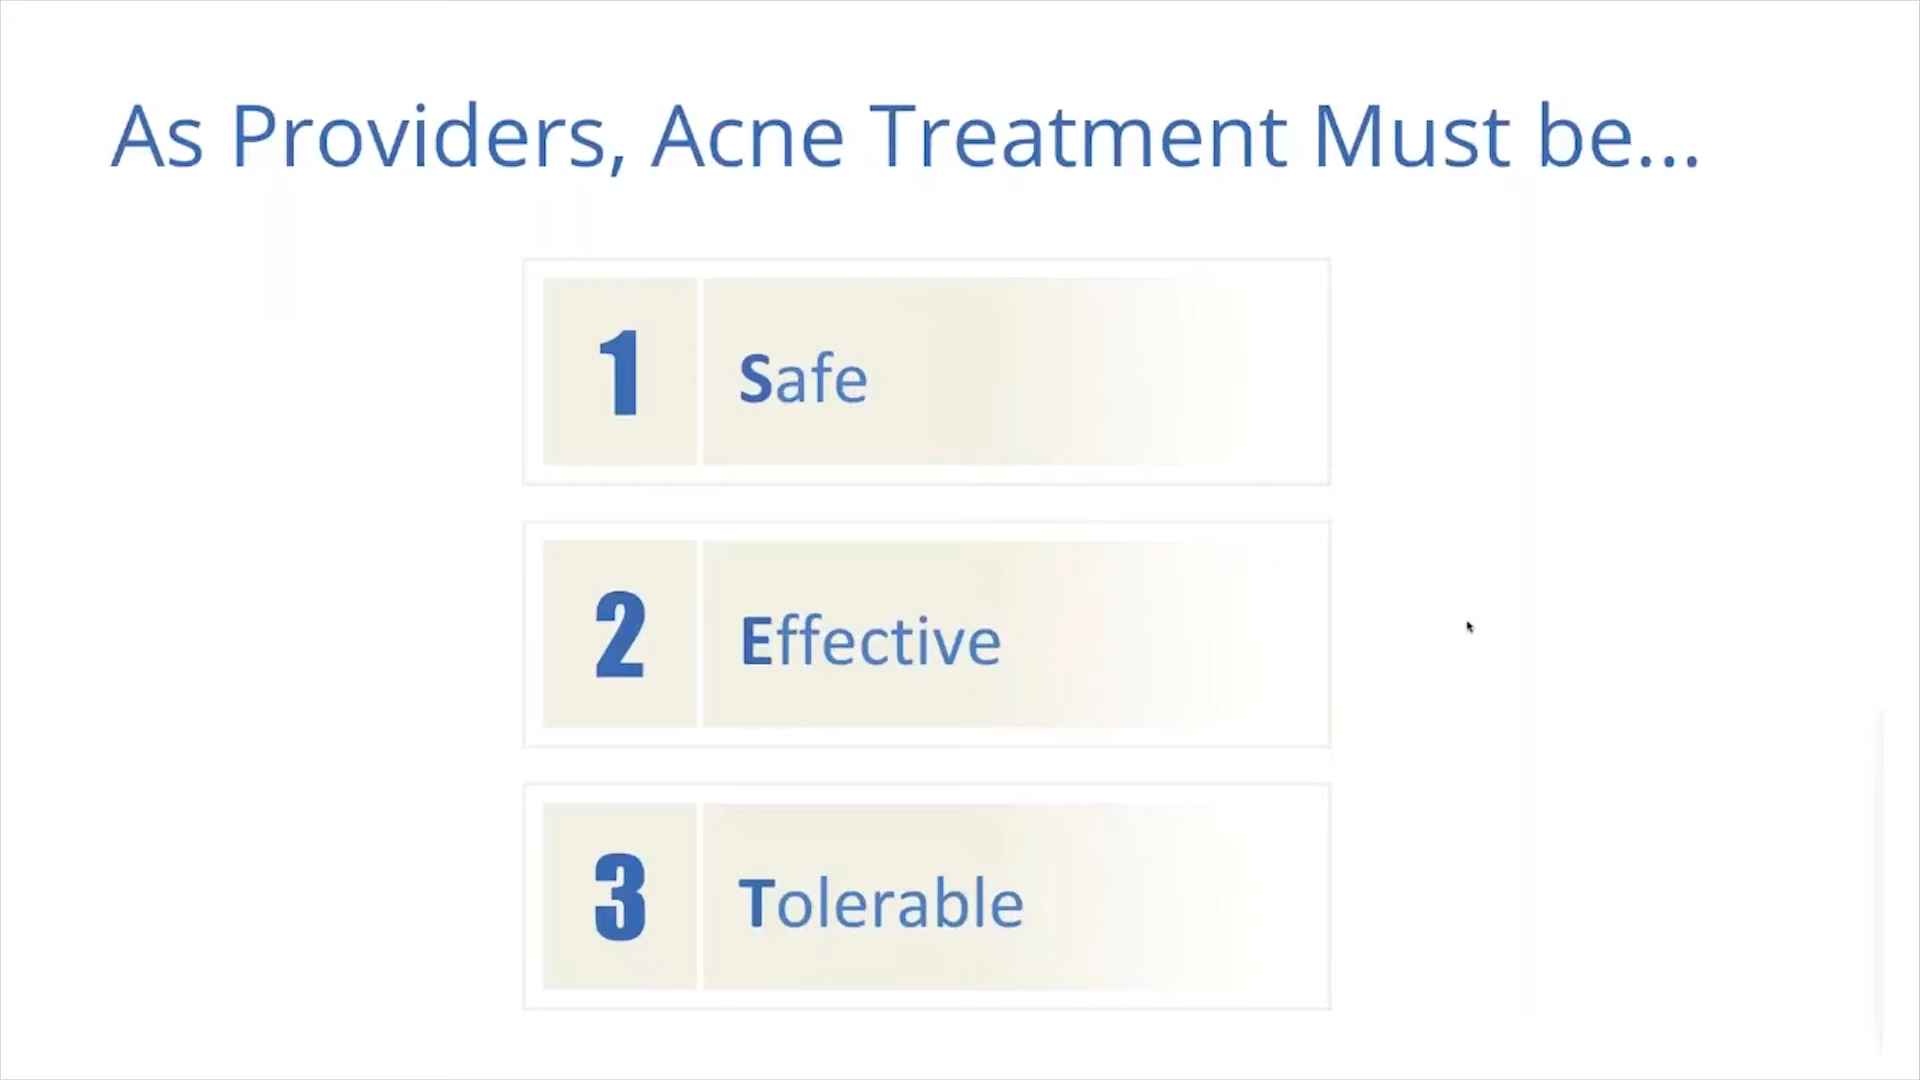 As Providers, Acne Treatment Must be...
1 Safe
2 Effective
3 Tolerable